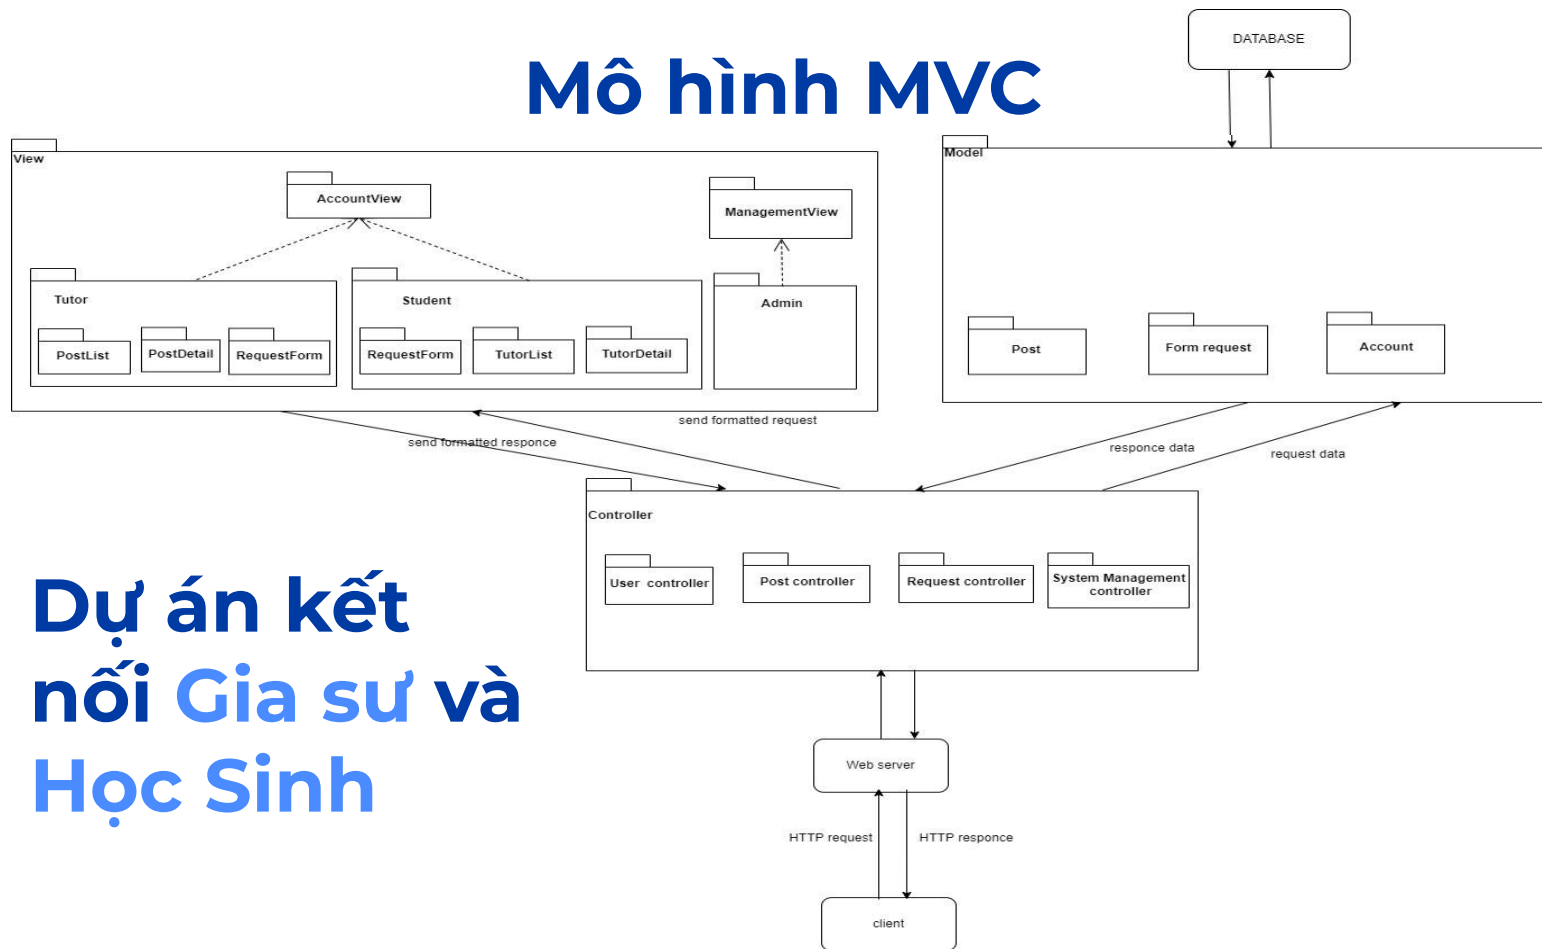 DATABASE
Mô hình MVC
View
Model
AccountView
ManagementView
Tutor
Student
Admin
PostList
PostDetail
RequestForm
RequestForm
TutorList
TutorDetail
Post
Form request
Account
send formatted request
send formatted responce
responce data
request data
Controller
User controller
Post controller
Request controller
System Management
controller
Dự án kết
nối Gia sư và
Học Sinh
Web server
HTTP request
HTTP responce
client